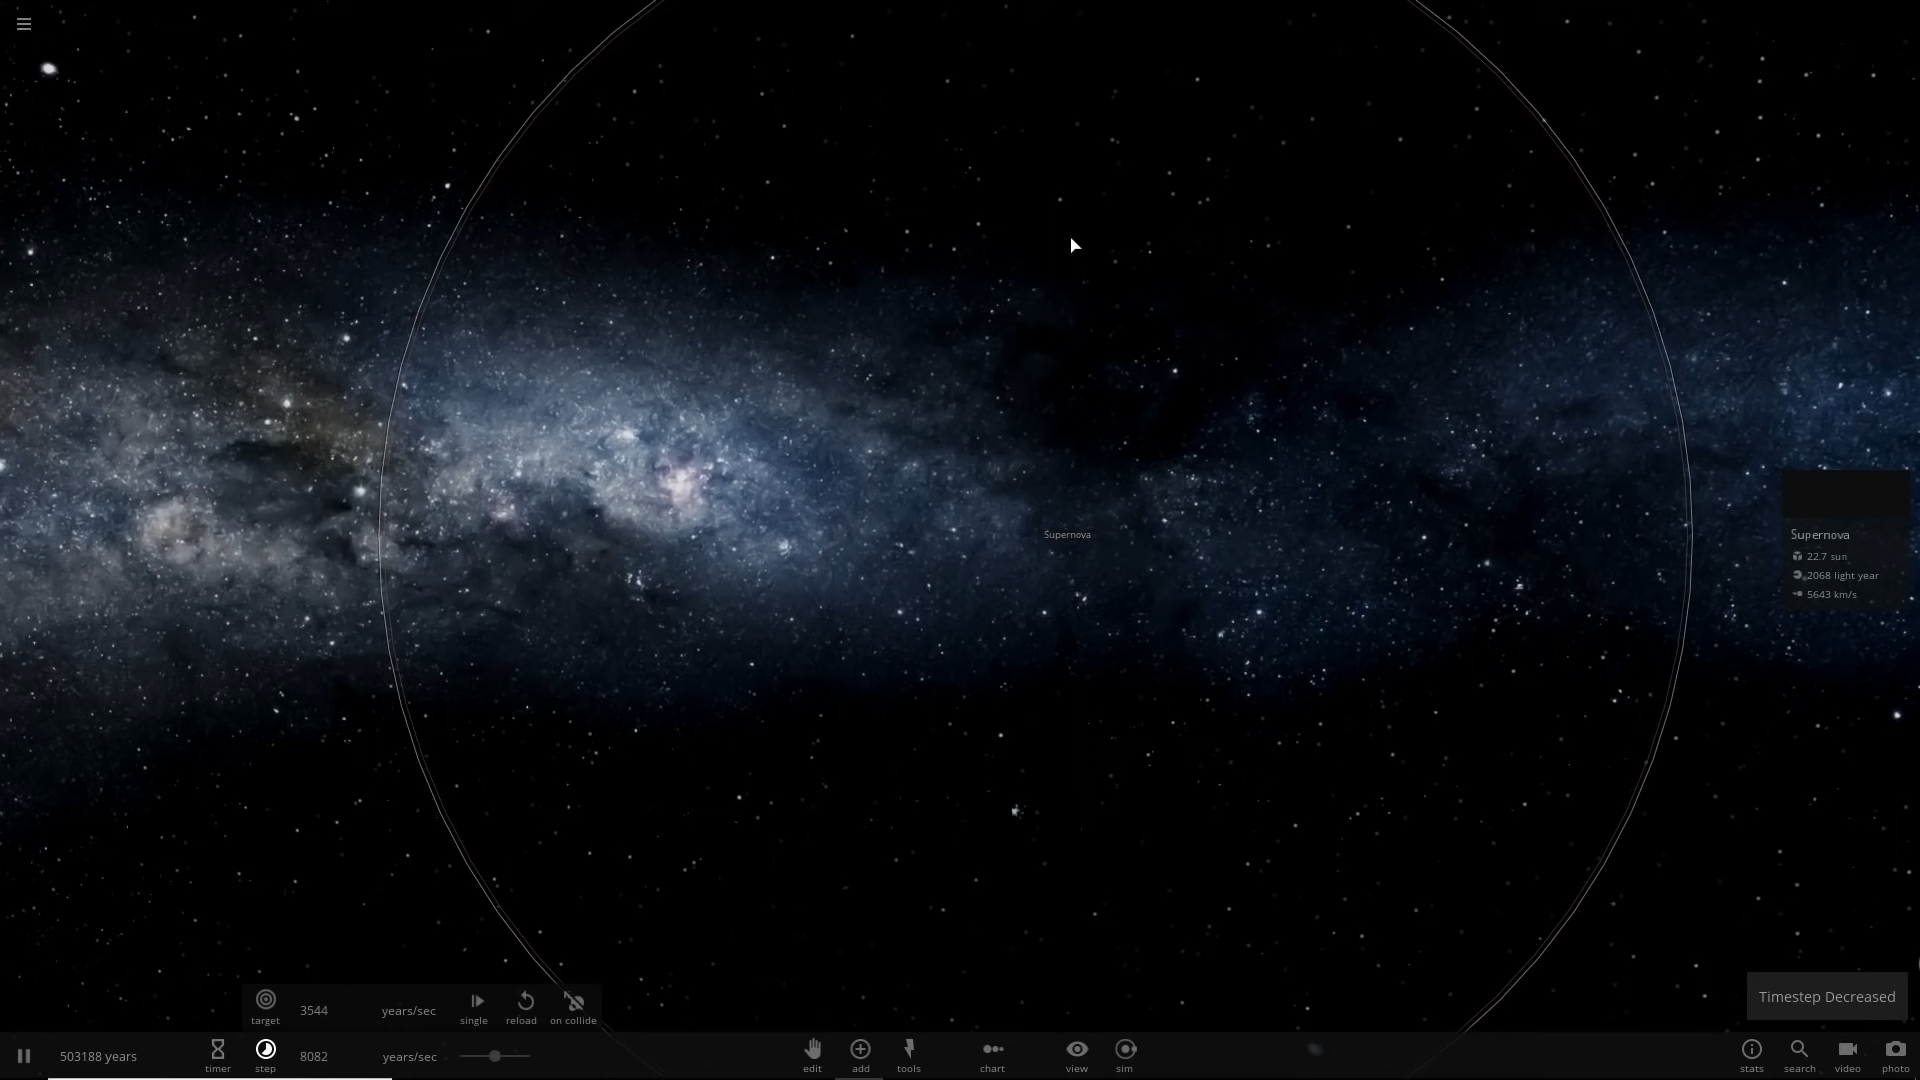 Supernova
Supernova
22.7 sun
2068 light year
5643 km/s
Timestep Decreased
target
3544
years/sec
single
reload
on collide
503188 years
timer
step
8082
years/sec
edit
add
tools
chart
view
sim
stats
search
video
photo